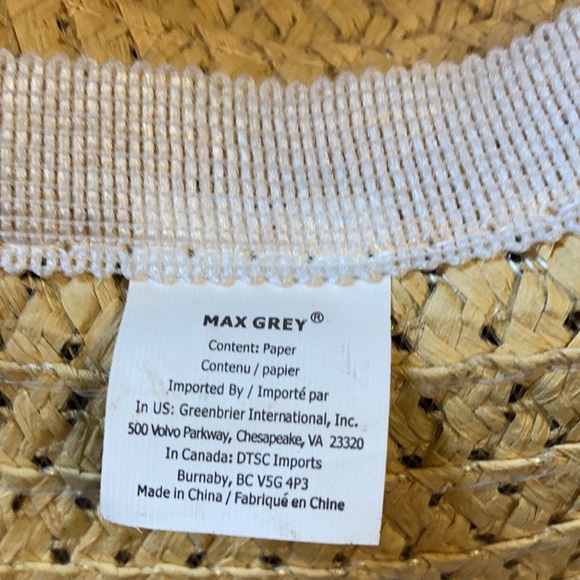 MAX GREY®
Content: Paper
Contenu / papier
Imported By / Importé par
In US: Greenbrier International, Inc.
500 Volvo Parkway, Chesapeake, VA 23320
In Canada: DTSC Imports
Burnaby, BC V5G 4P3
Made in China / Fabriqué en Chine